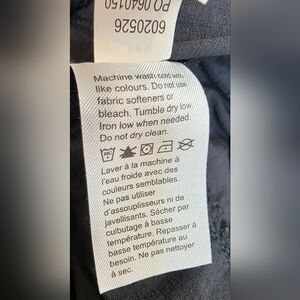 6020526
PO 0640150
Machine wash cold with
like colours. Do not use
fabric softeners or
bleach. Tumble dry low.
Iron low when needed.
Do not dry clean.
Laver à la machine à
l'eau froide avec des
couleurs semblables.
Ne pas utiliser
d'assouplisseurs ni de
javellisants. Sécher par
culbutage à basse
température. Repasser à
basse température au
besoin. Ne pas nettoyer
à sec.